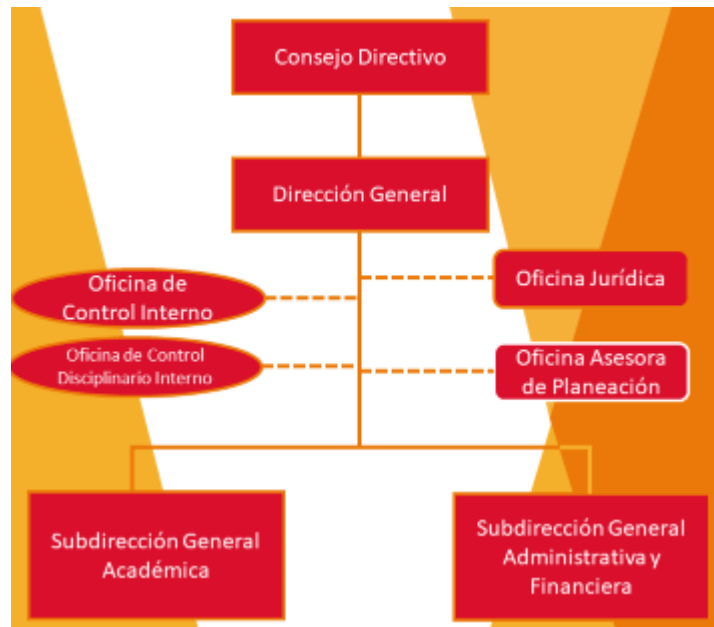 Consejo Directivo
Dirección General
Oficina de
Control Interno
Oficina Jurídica
Oficina de Control
Disciplinario Interno
Oficina Asesora
de Planeación
Subdirección General
Académica
Subdirección General
Administrativa y
Financiera